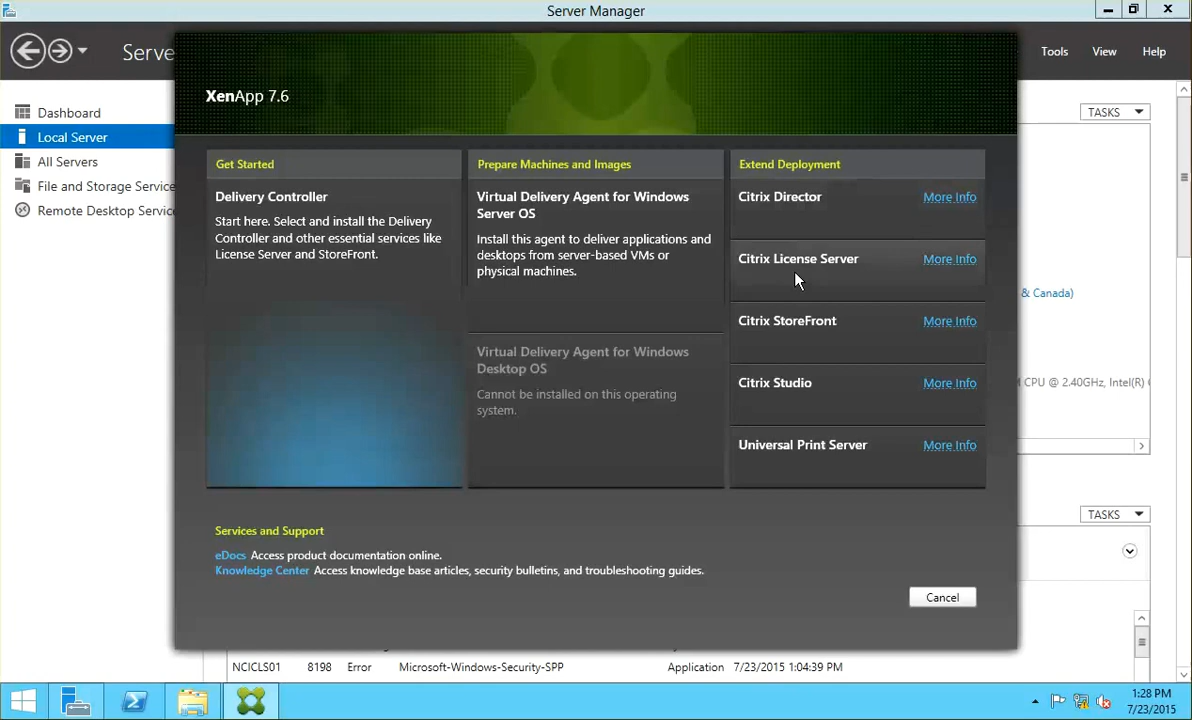 Server Manager
Serve
Tools View Help
Dashboard
Local Server
All Servers
File and Storage Service
Remote Desktop Servic
TASKS
& Canada)
CPU @ 2.40GHz, Intel(R)
TASKS
XenApp 7.6
Get Started
Delivery Controller
Start here. Select and install the Delivery
Controller and other essential services like
License Server and StoreFront.
Prepare Machines and Images
Virtual Delivery Agent for Windows
Server OS
Install this agent to deliver applications and
desktops from server-based VMs or
physical machines.
Virtual Delivery Agent for Windows
Desktop OS
Cannot be installed on this operating
system.
Extend Deployment
Citrix Director More Info
Citrix License Server More Info
Citrix StoreFront More Info
Citrix Studio More Info
Universal Print Server More Info
Services and Support
eDocs Access product documentation online.
Knowledge Center Access knowledge base articles, security bulletins, and troubleshooting guides.
Cancel
NCICLS01 8198 Error Microsoft-Windows-Security-SPP Application 7/23/2015 1:04:39 PM
1:28 PM
7/23/2015